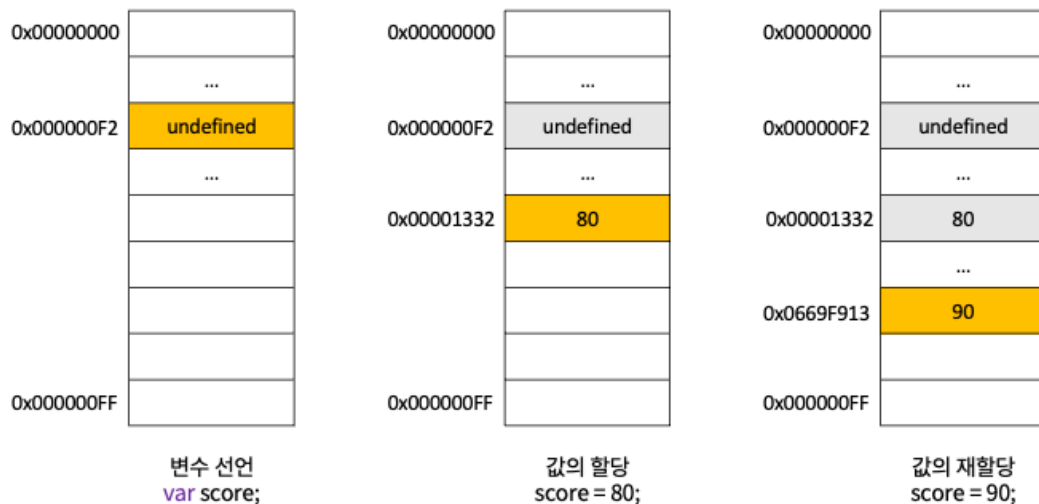 0x00000000
...
0x000000F2 undefined
...
0x000000FF
변수 선언
var score;
0x00000000
...
0x000000F2 undefined
...
0x00001332 80
0x000000FF
값의 할당
score = 80;
0x00000000
...
0x000000F2 undefined
...
0x00001332 80
...
0x0669F913 90
0x000000FF
값의 재할당
score = 90;